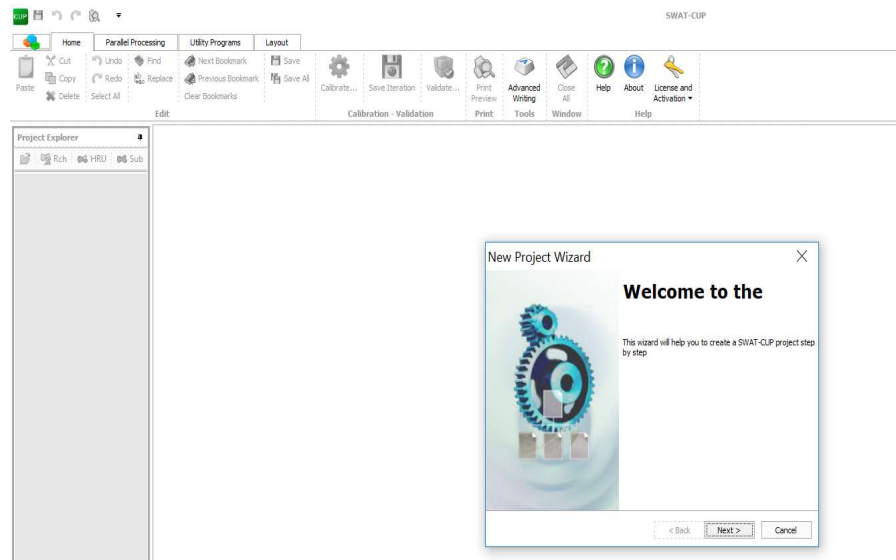 CUP
SWAT-CUP
Home Parallel Processing Utility Programs Layout
Cut Undo Find Next Bookmark Save
Paste Copy Redo Replace Previous Bookmark Save All Calibrate... Save Iteration Validate... Print Preview Advanced Writing Close All Help About License and Activation
Delete Select All Clear Bookmarks
Edit Calibration - Validation Print Tools Window Help
Project Explorer
Rch HRU Sub
New Project Wizard
Welcome to the
This wizard will help you to create a SWAT-CUP project step
by step
< Back Next > Cancel